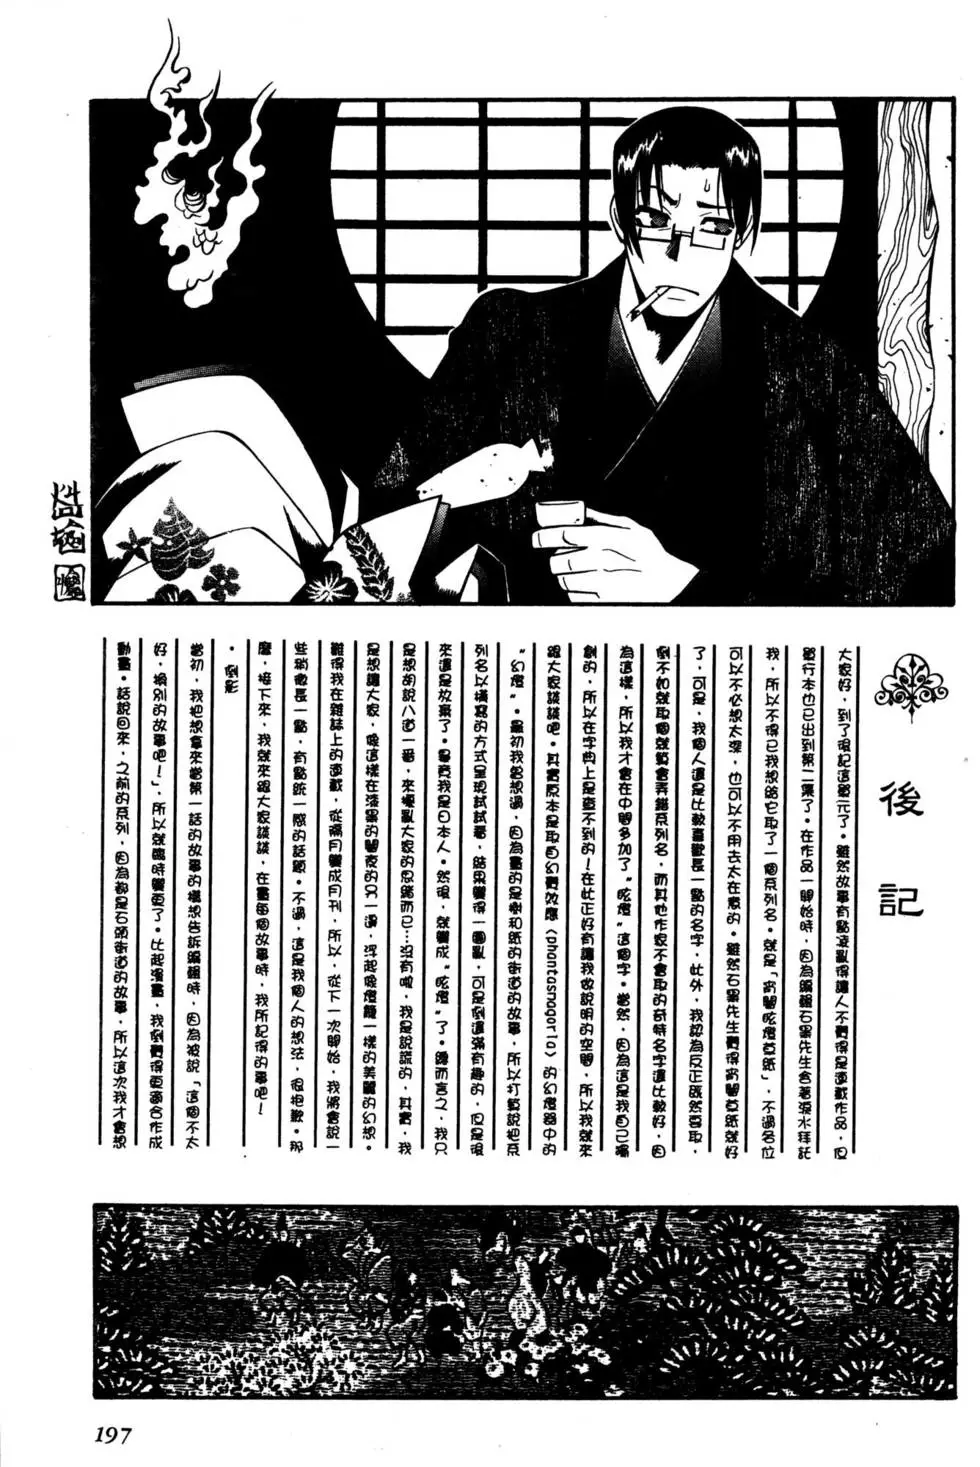 後記
大家好，到了後記這單元了。雖然故事有點凌亂得讓人不覺得是連載作品，但
單行本也已出到第二集了。在作品一開始時，因為編輯石黑先生含著淚水拜託
我，所以不得已我想給它取了一個系列名。就是「宵闇眩燈草紙」，不過各位
可以不必想太深，也可以不用去太在意的。雖然石黑先生覺得宵闇草紙就好
了，可是，我個人還是比較喜歡長一點的名字，此外，我認為反正既然要取，
倒不如就取個就算會弄錯系列名，而其他作家不會取的奇特名字還比較好，因
為這樣，所以我才會在中間多加了"眩燈"這個字。當然，因為這是我自己獨
創的，所以在字典上是查不到的！在此正好有讓我做說明的空間，所以我就來
跟大家談談吧。其實原本是取自幻覺效應〈phantasmagoria〉的幻燈器中的
"幻燈"。最初我曾想過，因為畫的是樹和紙的街道的故事，所以打算說把系
列名以橫寫的方式呈現試試看，結果變得一團亂，可是倒還滿有趣的，但是後
來還是放棄了。畢竟我是日本人。然後，就變成"眩燈"了。總而言之，我只
是想胡說八道一番，來擾亂大家的思緒而已…沒有啦，我是說謊的，其實，我
是想讓大家，像這樣在漆黑的闇夜的另一邊，浮起像燈籠一樣的美麗的幻想。
難得我在雜誌上的連載，從隔月變成月刊，所以，從下一次開始，我將會說一
些稍微長一點，有點統一感的話題。不過，這是我個人的想法，很抱歉。那
麼，接下來，我就來跟大家談談，在畫每個故事時，我所記得的事吧！
・倒影
當初，我把想拿來當第一話的故事的構想告訴編輯時，因為被說「這個不太
好，換別的故事吧！」，所以就臨時變更了。比起漫畫，我倒覺得更適合作成
動畫。話說回來，之前的系列，因為都是石頭街道的故事，所以這次我才會想
197